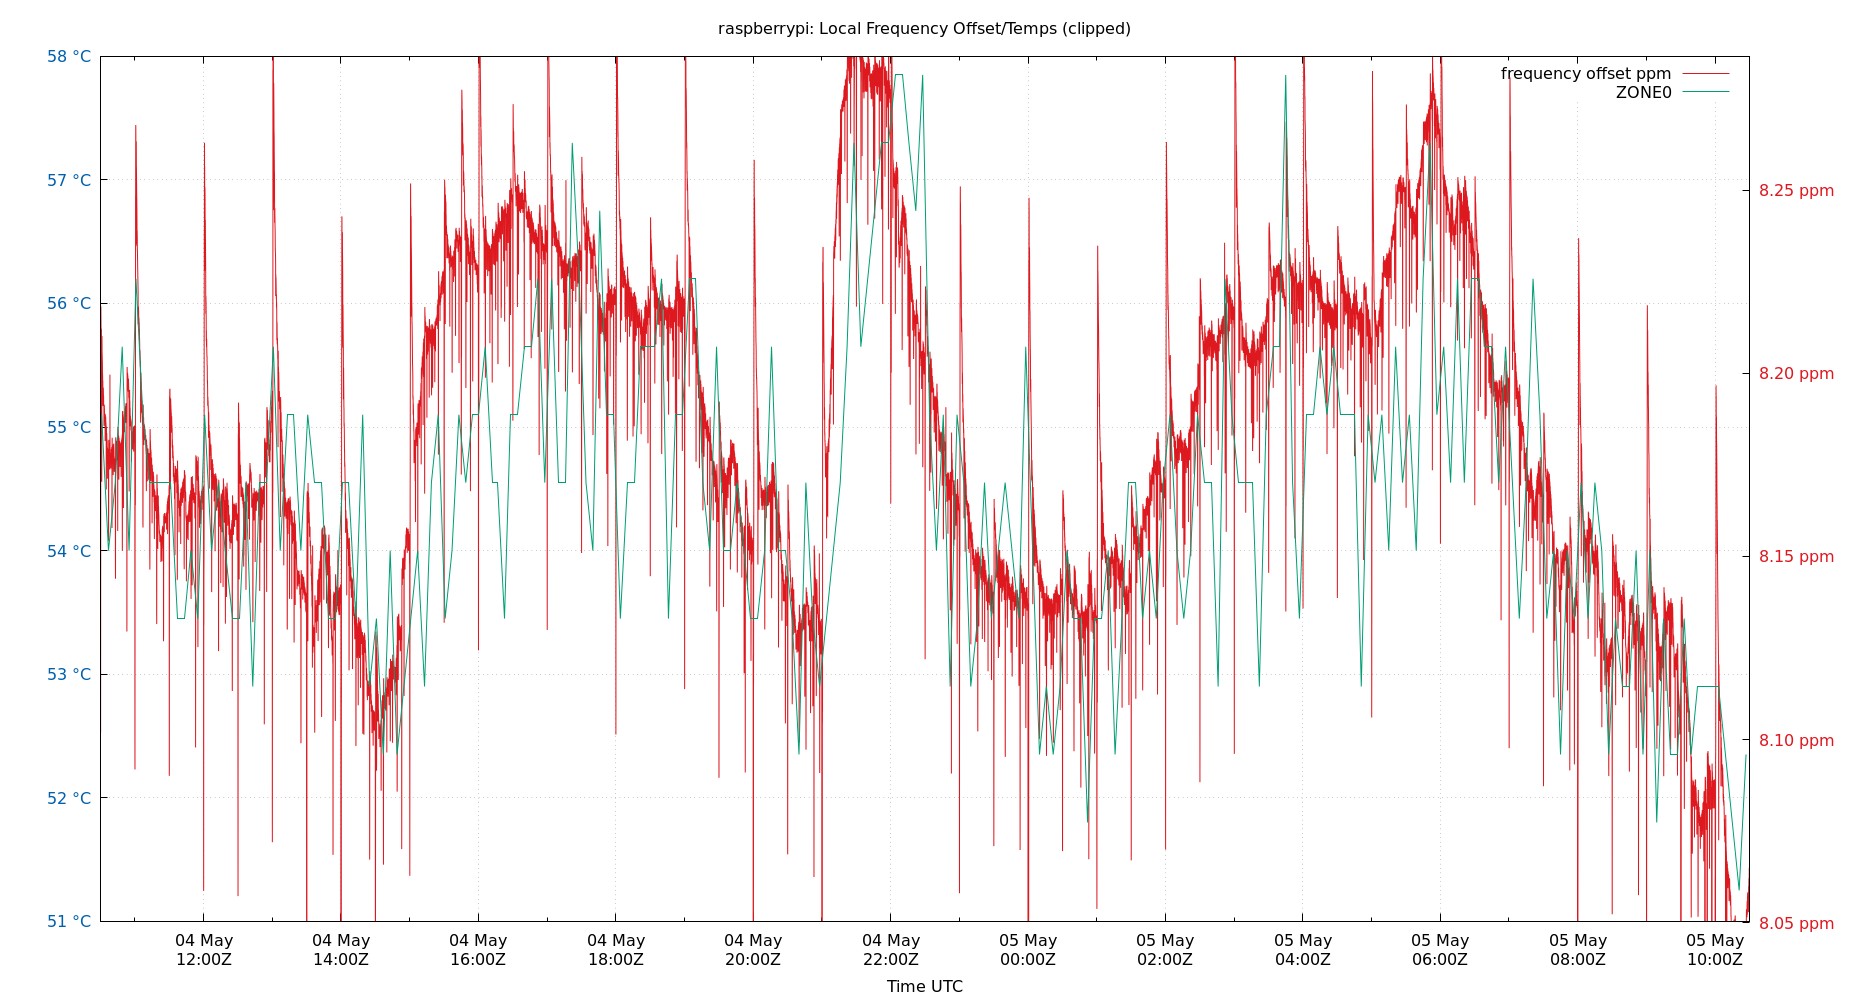 raspberrypi: Local Frequency Offset/Temps (clipped)
58 °C
57 °C
56 °C
55 °C
54 °C
53 °C
52 °C
51 °C
frequency offset ppm
ZONE0
8.25 ppm
8.20 ppm
8.15 ppm
8.10 ppm
8.05 ppm
04 May
12:00Z
04 May
14:00Z
04 May
16:00Z
04 May
18:00Z
04 May
20:00Z
04 May
22:00Z
05 May
00:00Z
05 May
02:00Z
05 May
04:00Z
05 May
06:00Z
05 May
08:00Z
05 May
10:00Z
Time UTC